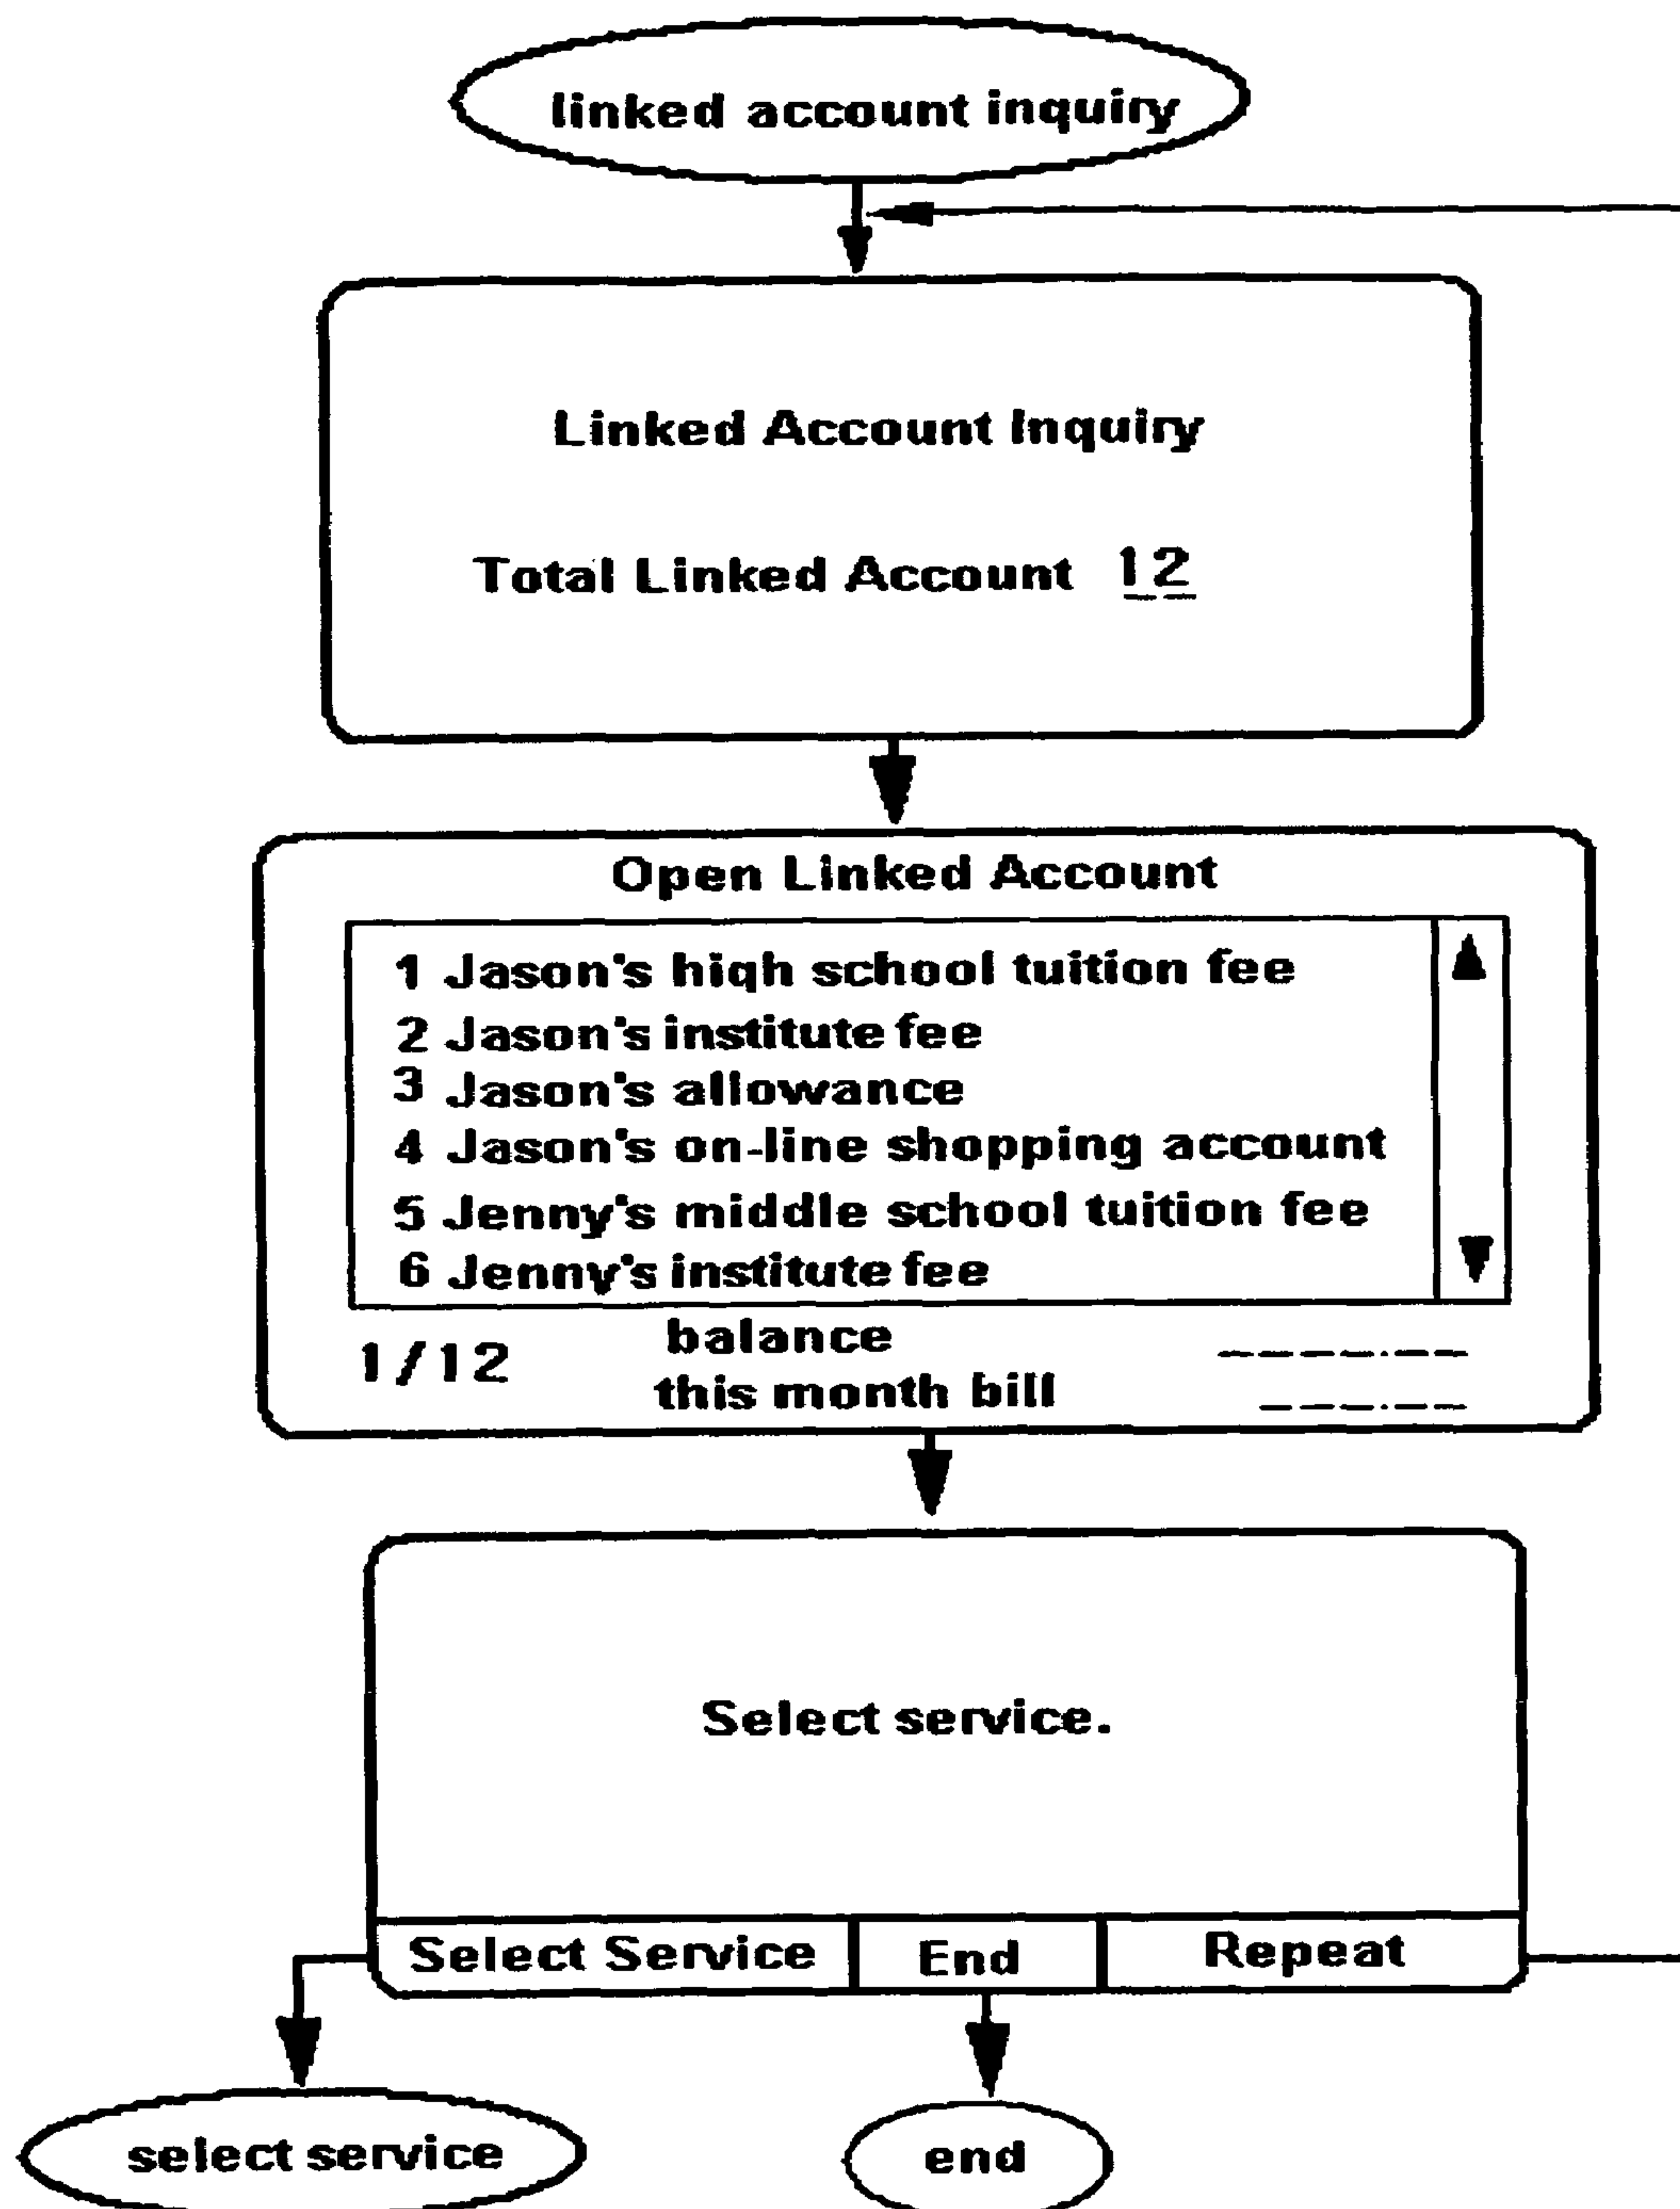 linked account inquiry
Linked Account Inquiry
Total Linked Account 12
Open Linked Account
1 Jason's high school tuition fee
2 Jason's institute fee
3 Jason's allowance
4 Jason's on-line shopping account
5 Jenny's middle school tuition fee
6 Jenny's institute fee
1/12
balance
this month bill
Select service.
Select Service
End
Repeat
select service
end